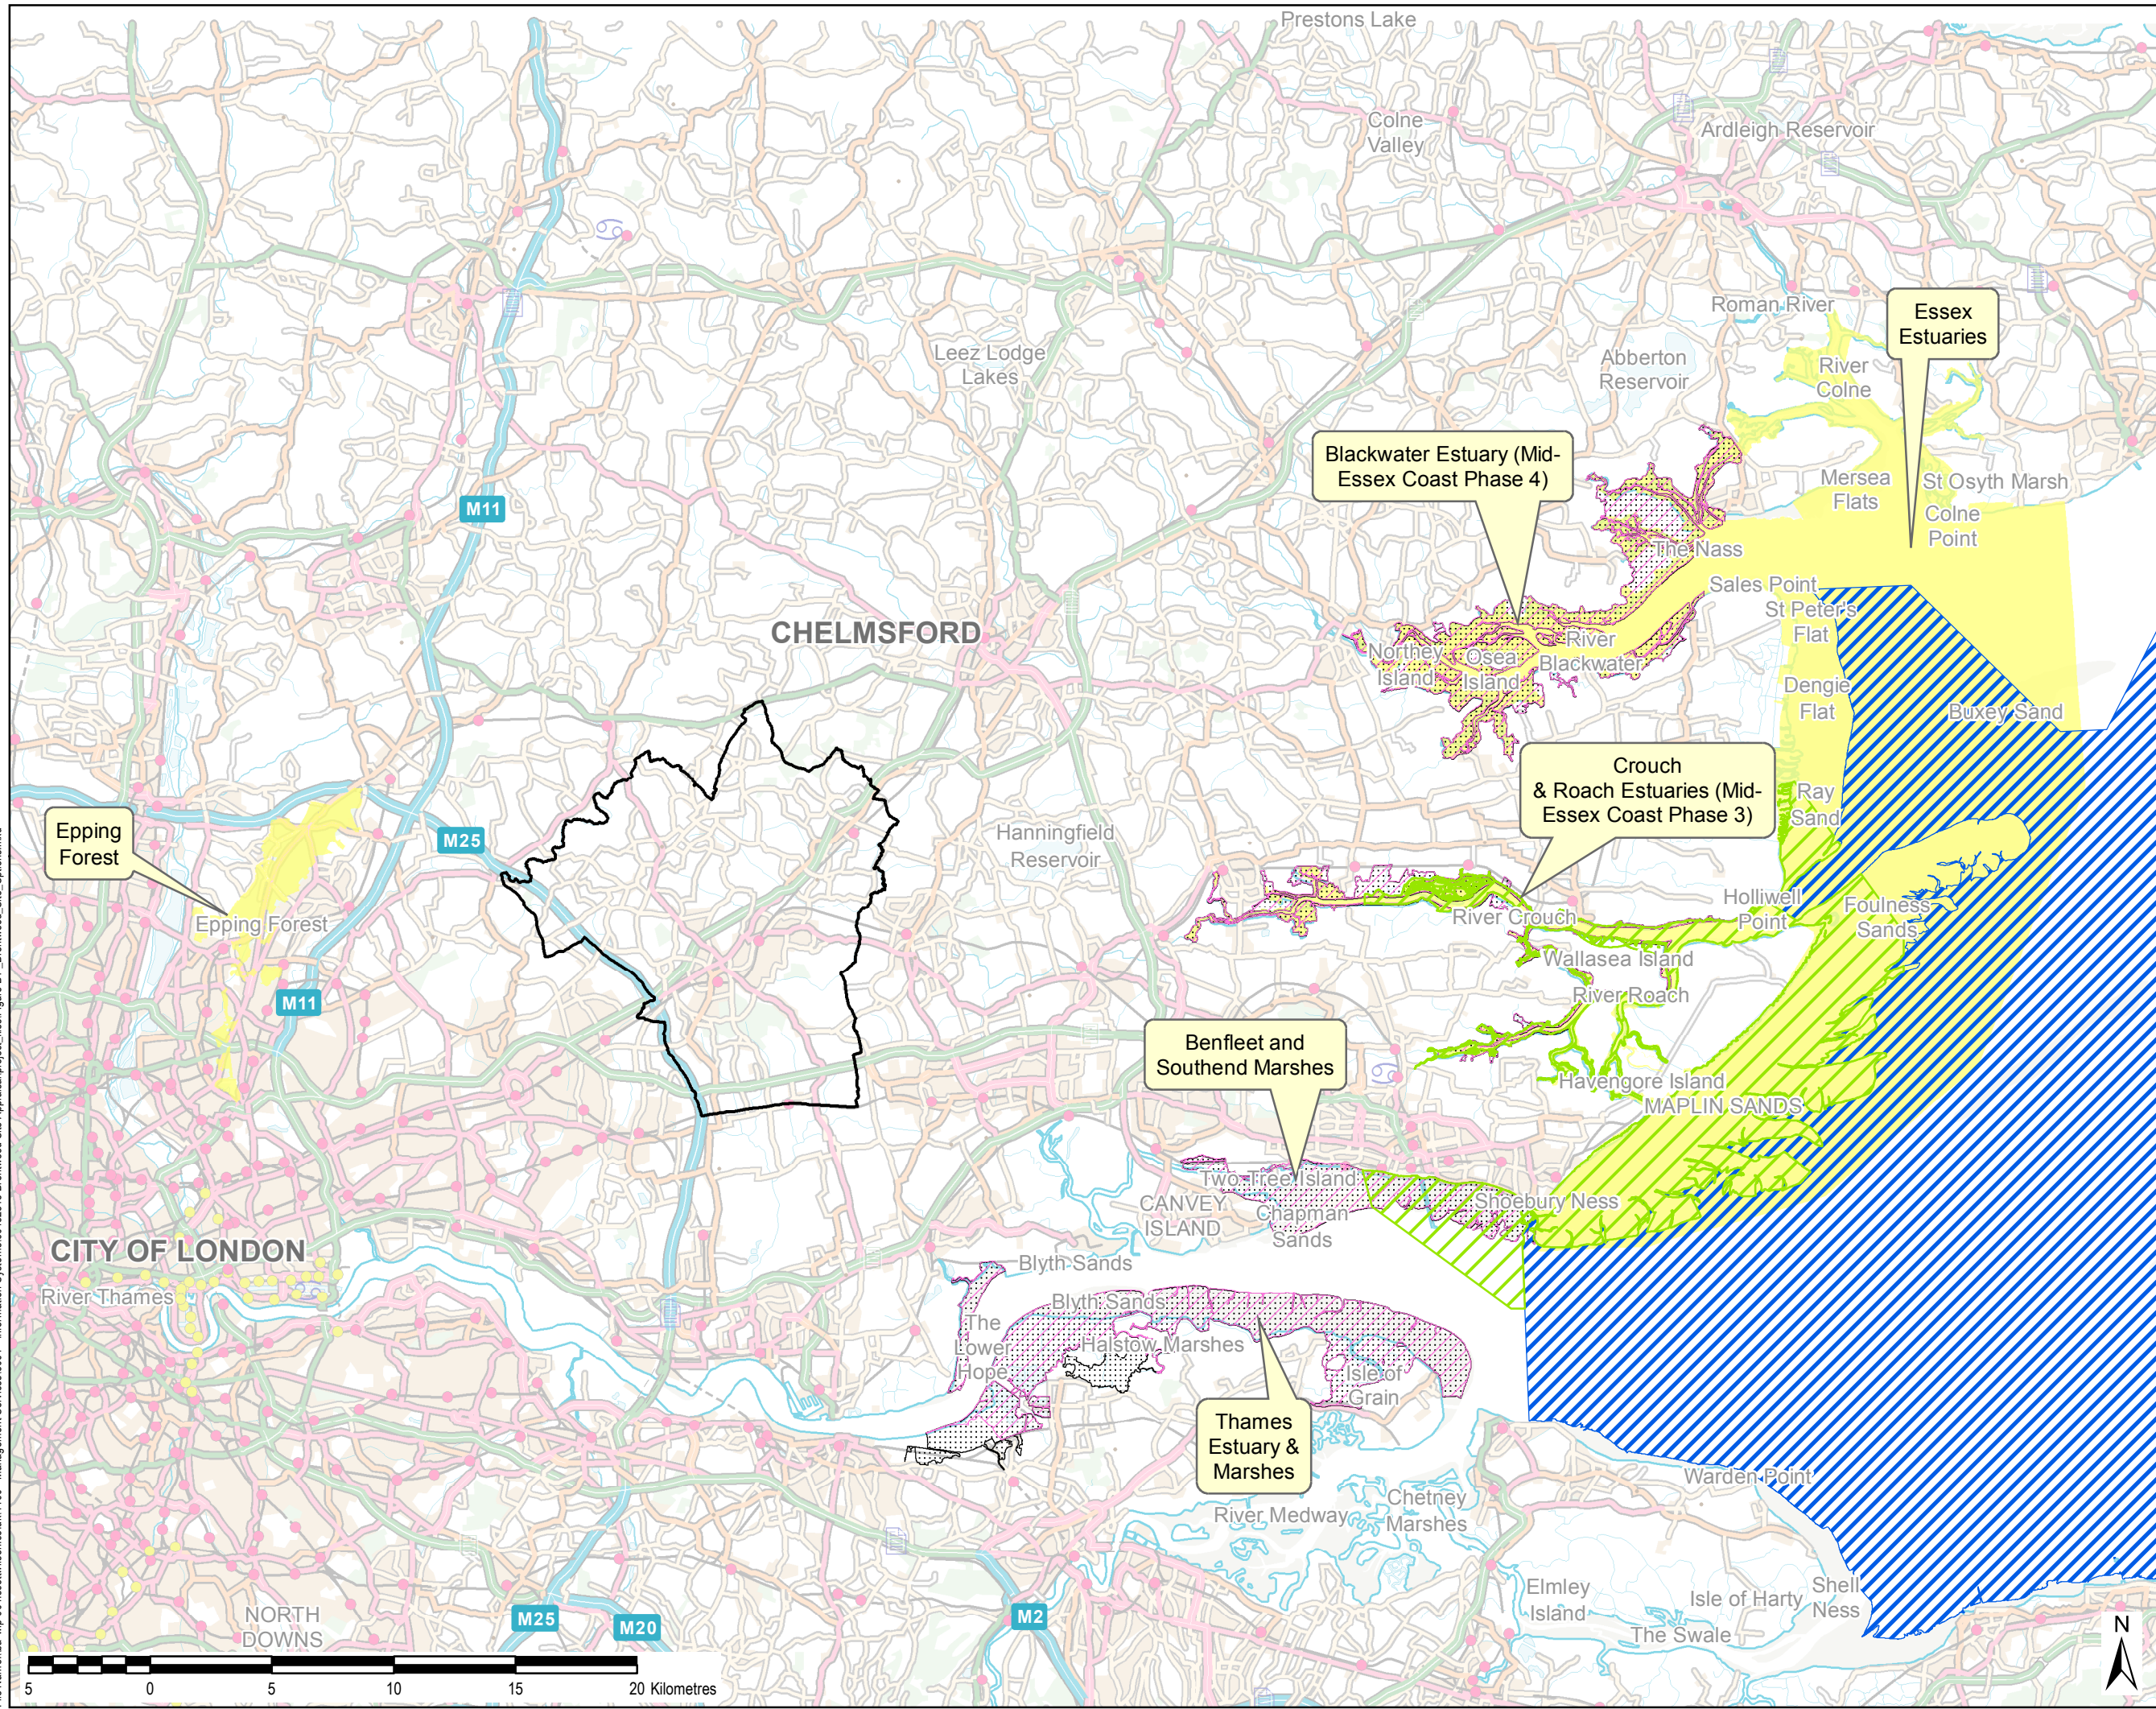 Prestons Lake
Colne
Valley
Ardleigh Reservoir
Roman River
Essex
Estuaries
Leez Lodge
Lakes
Abberton
Reservoir
River
Colne
Blackwater Estuary (Mid-
Essex Coast Phase 4)
M11
Mersea
Flats
St Osyth Marsh
Colne
Point
The Nass
Sales Point
St Peter's
Flat
CHELMSFORD
Northey
Island
Osea
Island
River
Blackwater
Dengie
Flat
Buxey Sand
Crouch
& Roach Estuaries (Mid-
Essex Coast Phase 3)
Ray
Sand
Epping
Forest
M25
Hanningfield
Reservoir
Epping Forest
River Crouch
Holliwell
Point
Foulness
Sands
Wallasea Island
M11
River Roach
Benfleet and
Southend Marshes
Havengore Island
MAPLIN SANDS
Two-Tree Island
CANVEY
ISLAND
Chapman
Sands
Shoebury Ness
CITY OF LONDON
Blyth Sands
River Thames
Blyth Sands
The
Lower
Hope
Halstow Marshes
Isle of
Grain
Thames
Estuary &
Marshes
Warden Point
River Medway
Chetney
Marshes
Elmley
Island
Isle of Harty
Shell
Ness
The Swale
NORTH
DOWNS
M25
M20
M2
N
5 0 5 10 15 20 Kilometres